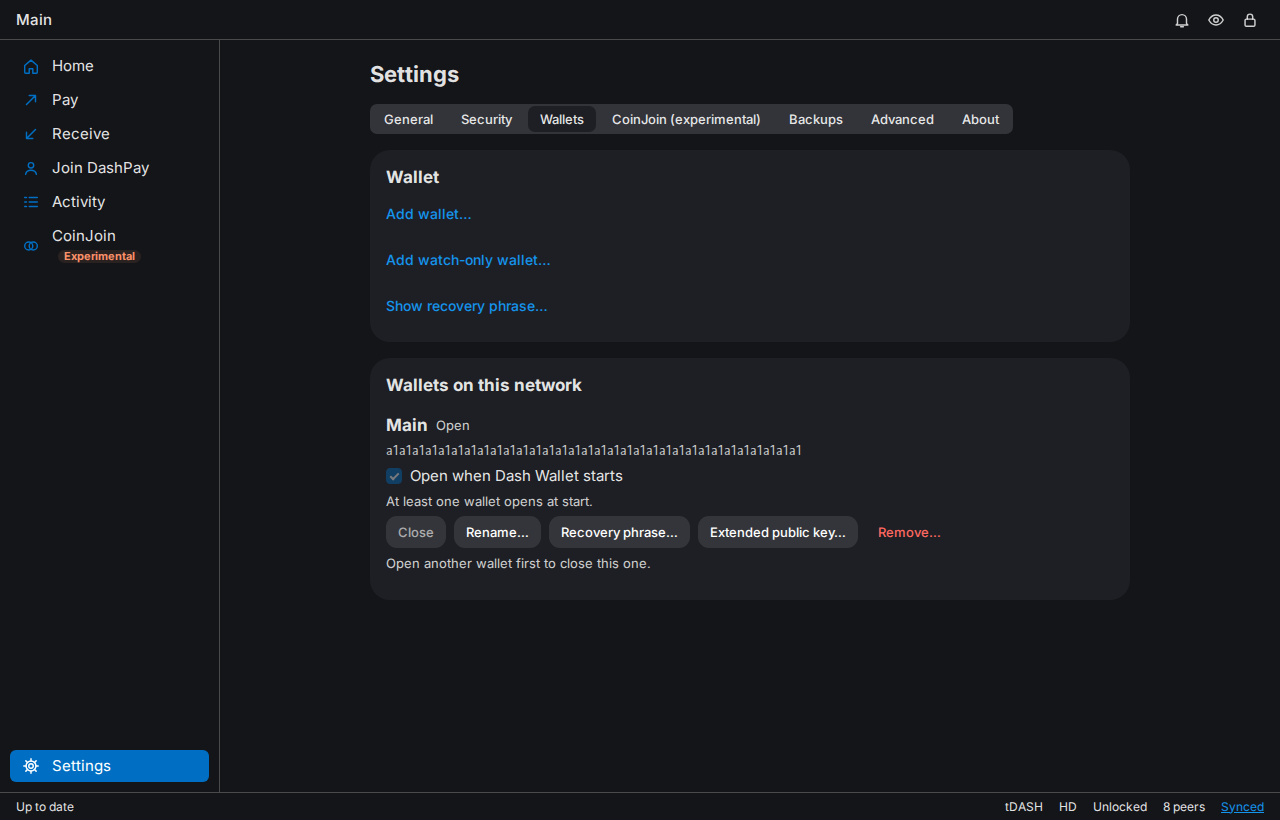 Main
Home
Pay
Receive
Join DashPay
Activity
CoinJoin
Experimental
Settings
Settings
General Security Wallets CoinJoin (experimental) Backups Advanced About
Wallet
Add wallet...
Add watch-only wallet...
Show recovery phrase...
Wallets on this network
Main Open
a1a1a1a1a1a1a1a1a1a1a1a1a1a1a1a1a1a1a1a1a1a1a1a1a1a1a1a1a1a1a1a1
Open when Dash Wallet starts
At least one wallet opens at start.
Close Rename... Recovery phrase... Extended public key... Remove...
Open another wallet first to close this one.
Up to date tDASH HD Unlocked 8 peers Synced